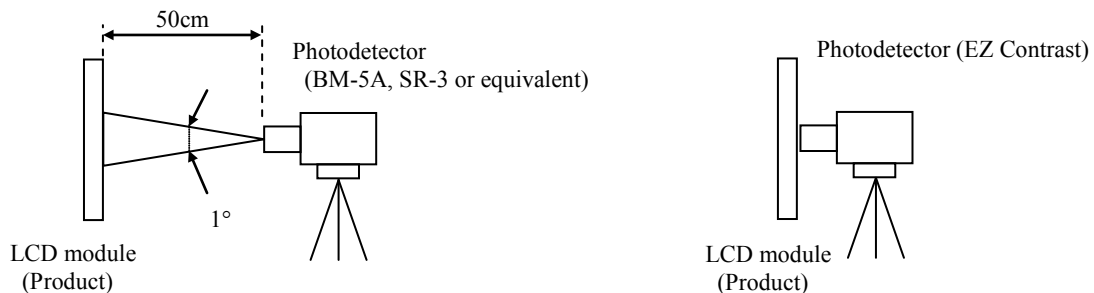 50cm
Photodetector
(BM-5A, SR-3 or equivalent)
1°
LCD module
(Product)
Photodetector (EZ Contrast)
LCD module
(Product)